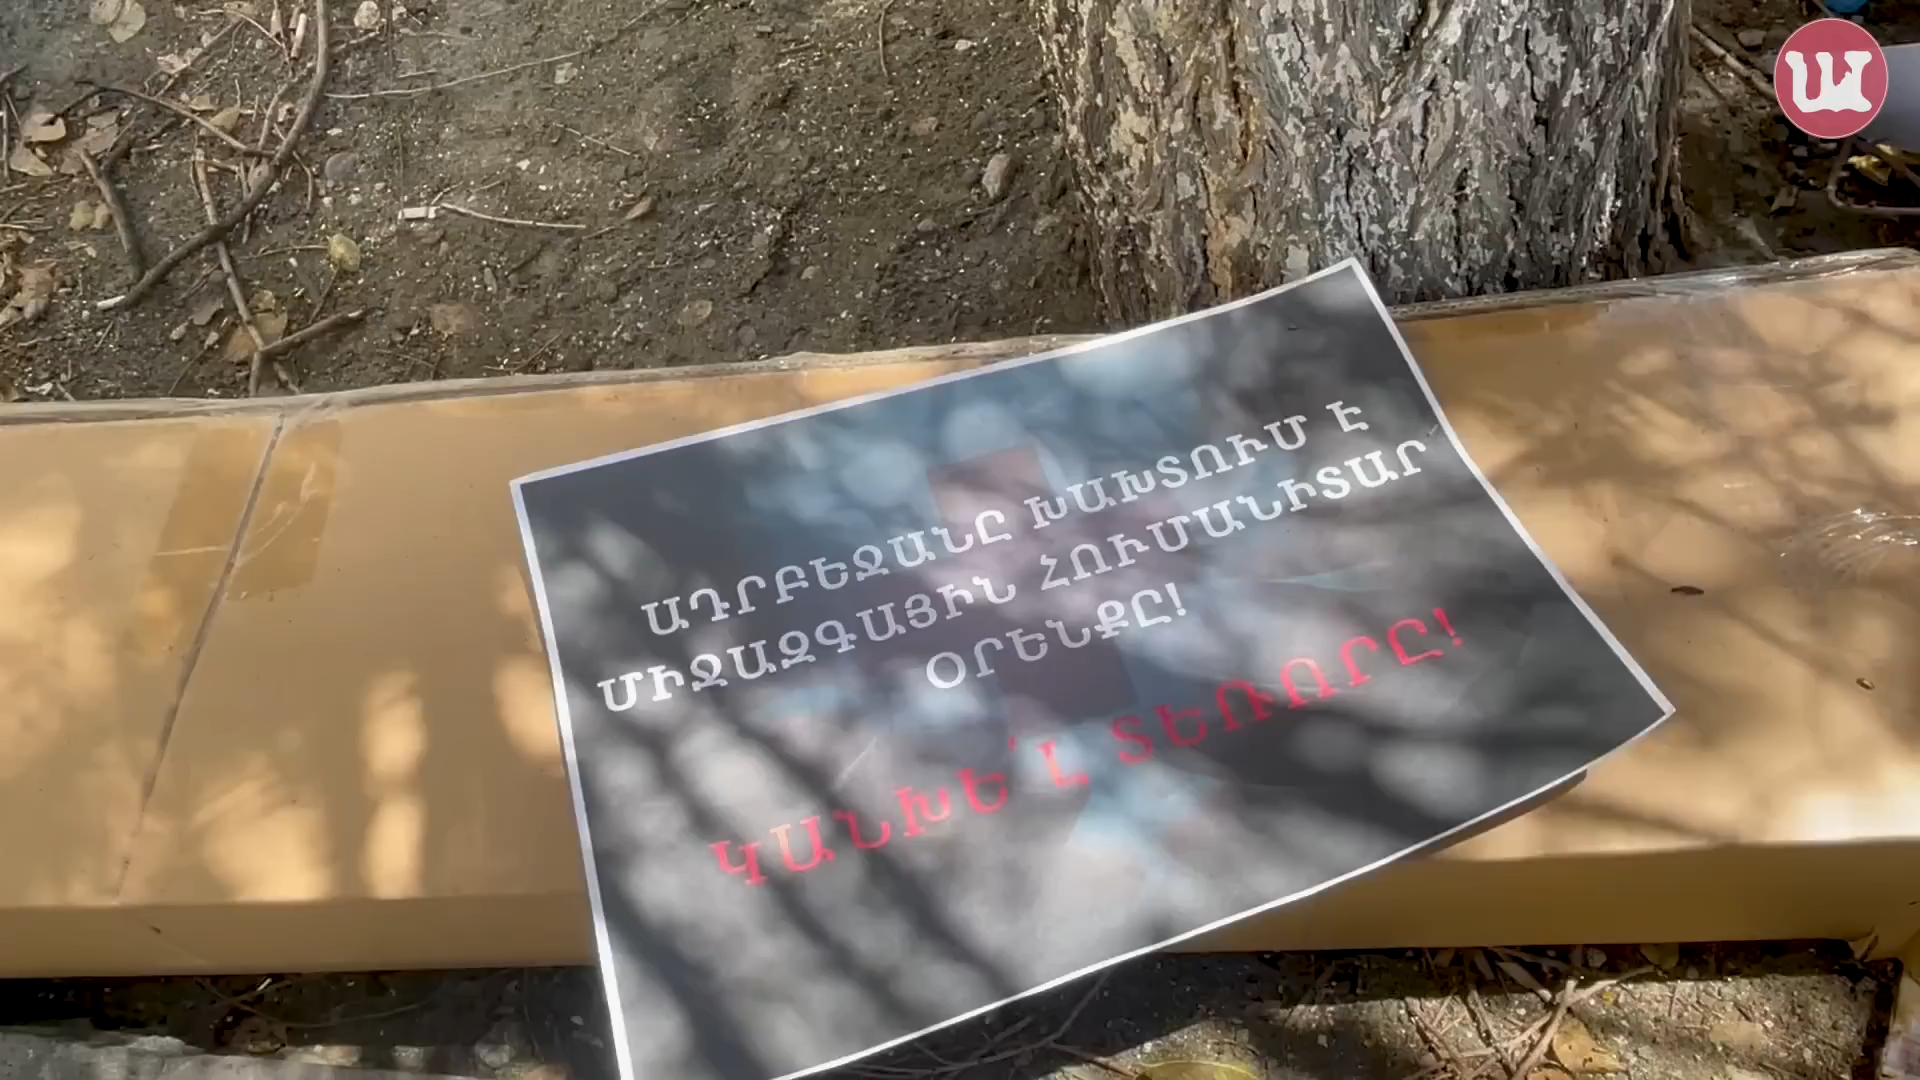 Ա
ԱԴՐԲԵՋԱՆԸ ԽԱԽՏՈՒՄ Է
ՄԻՋԱԶԳԱՅԻՆ ՀՈՒՄԱՆԻՏԱՐ
ՕՐԵՆՔԸ!
ԿԱՆԽԵ՛Լ ՏԵՌՈՐԸ!